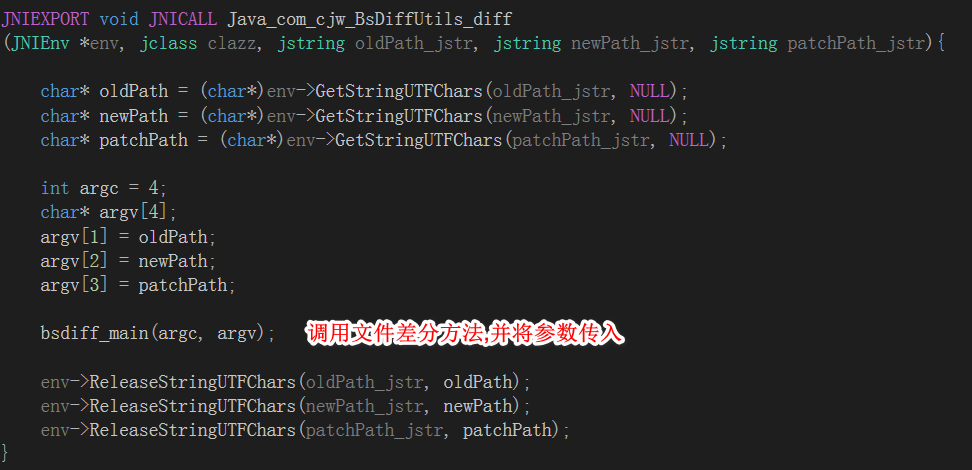 JNIEXPORT void JNICALL Java_com_cjw_BsDiffUtils_diff
(JNIEnv *env, jclass clazz, jstring oldPath_jstr, jstring newPath_jstr, jstring patchPath_jstr){
char* oldPath = (char*)env->GetStringUTFChars(oldPath_jstr, NULL);
char* newPath = (char*)env->GetStringUTFChars(newPath_jstr, NULL);
char* patchPath = (char*)env->GetStringUTFChars(patchPath_jstr, NULL);
int argc = 4;
char* argv[4];
argv[1] = oldPath;
argv[2] = newPath;
argv[3] = patchPath;
bsdiff_main(argc, argv); 调用文件差分方法,并将参数传入
env->ReleaseStringUTFChars(oldPath_jstr, oldPath);
env->ReleaseStringUTFChars(newPath_jstr, newPath);
env->ReleaseStringUTFChars(patchPath_jstr, patchPath);
}